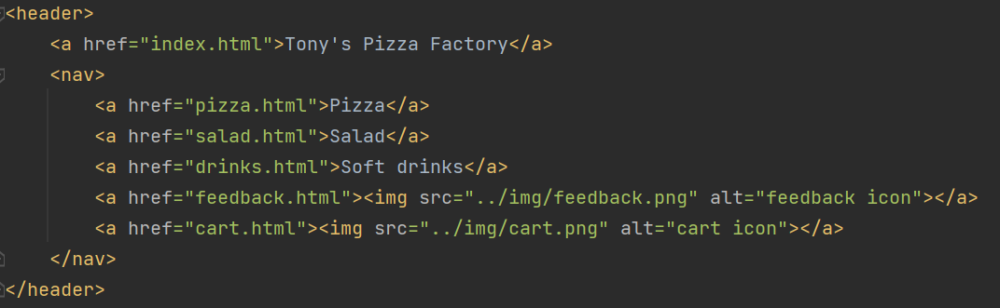 <header>
    <a href="index.html">Tony's Pizza Factory</a>
    <nav>
        <a href="pizza.html">Pizza</a>
        <a href="salad.html">Salad</a>
        <a href="drinks.html">Soft drinks</a>
        <a href="feedback.html"><img src="../img/feedback.png" alt="feedback icon"></a>
        <a href="cart.html"><img src="../img/cart.png" alt="cart icon"></a>
    </nav>
</header>